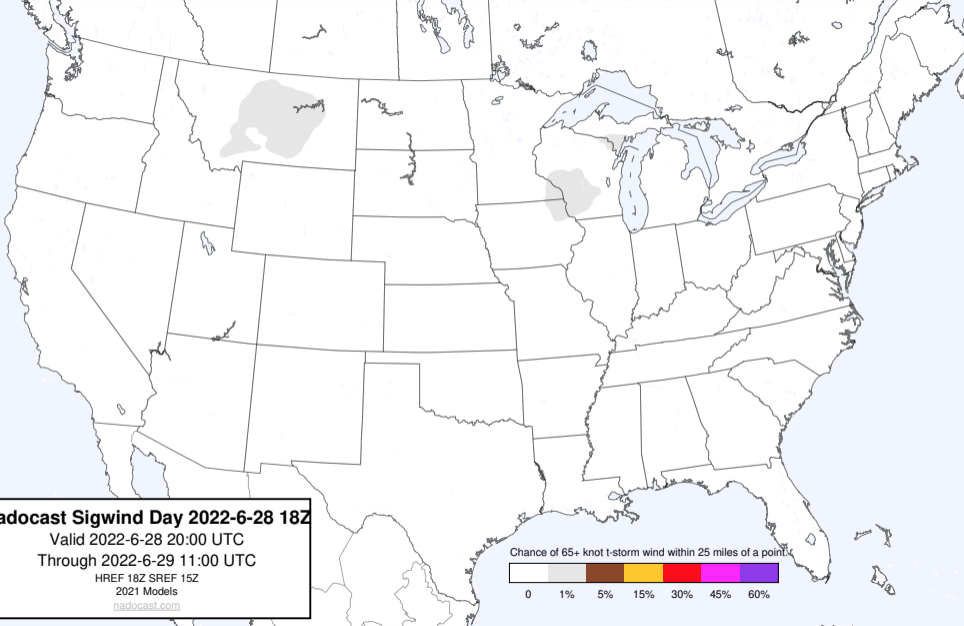 adocast Sigwind Day 2022-6-28 18Z
Valid 2022-6-28 20:00 UTC
Through 2022-6-29 11:00 UTC
HREF 18Z SREF 15Z
2021 Models
nadocast.com
Chance of 65+ knot t-storm wind within 25 miles of a point.
0 1% 5% 15% 30% 45% 60%